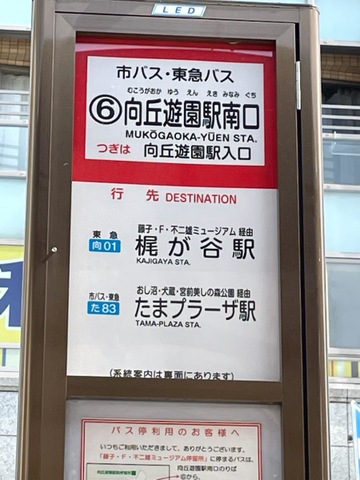 LED
市バス・東急バス
むこうがおか ゆう えん えき みなみ ぐち
⑥向丘遊園駅南口
MUKŌGAOKA-YŪEN STA.
つぎは 向丘遊園駅入口
行先 DESTINATION
東急 藤子・F・不二雄ミュージアム 経由
向01 梶が谷駅
KAJIGAYA STA.
市バス・東急 おし沼・犬蔵・宮前美しの森公園 経由
た83 たまプラーザ駅
TAMA-PLAZA STA.
(系統案内は裏面にあります)
バス停利用のお客様へ
いつもご利用いただきまして、ありがとうございます。
「藤子・F・不二雄ミュージアム停留所」に停まるバスは、
向丘遊園駅南口のりば